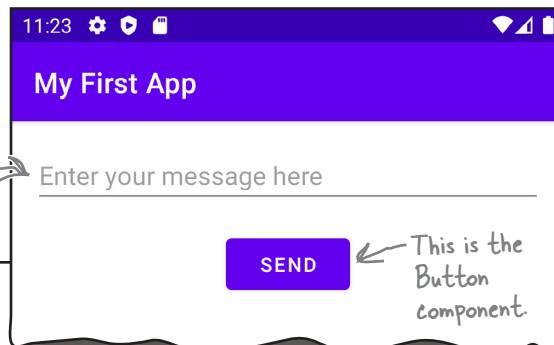 11:23
My First App
Enter your message here
SEND
This is the
Button
component.